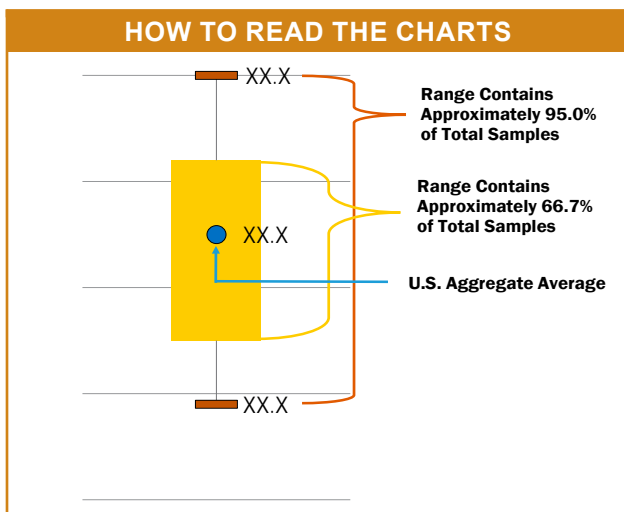 HOW TO READ THE CHARTS
XX.X
Range Contains
Approximately 95.0%
of Total Samples
Range Contains
Approximately 66.7%
of Total Samples
XX.X
U.S. Aggregate Average
XX.X